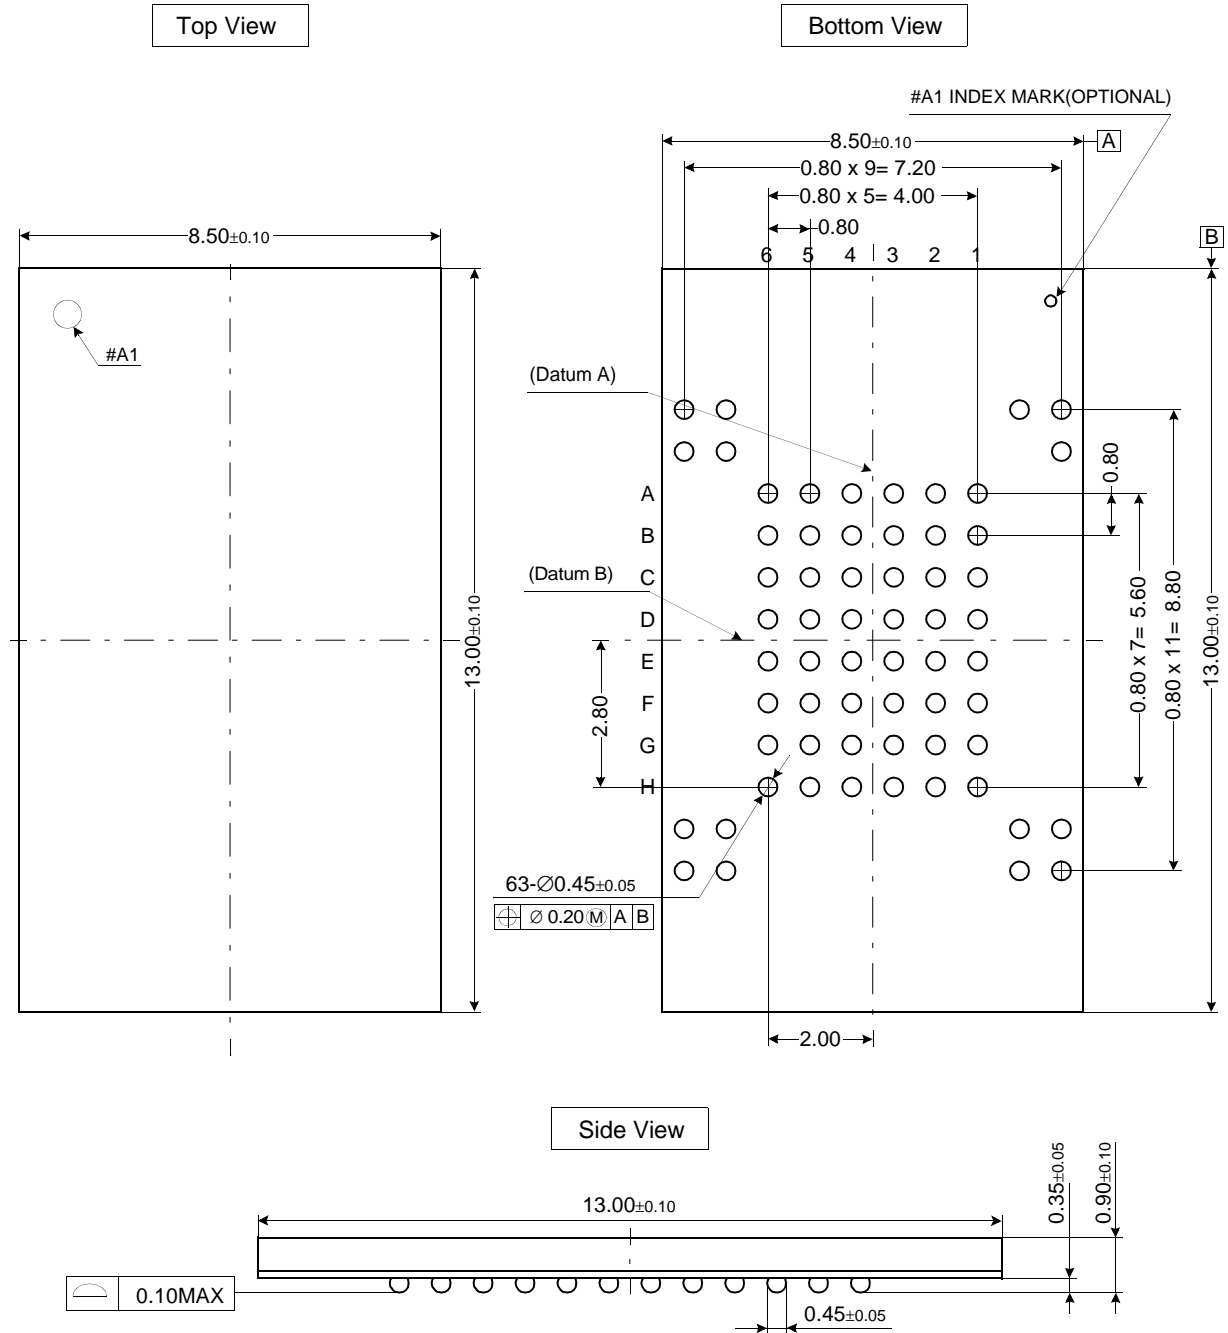 Top View
Bottom View
#A1 INDEX MARK(OPTIONAL)
8.50±0.10
A
0.80 x 9= 7.20
0.80 x 5= 4.00
0.80
B
8.50±0.10
6 5 4 3 2 1
#A1
(Datum A)
0.80
A
B
(Datum B)
C
D
E
F
G
H
13.00±0.10
2.80
0.80 x 7= 5.60
0.80 x 11= 8.80
13.00±0.10
63-∅0.45±0.05
⌖ ∅ 0.20 Ⓜ A B
2.00
Side View
13.00±0.10
0.35±0.05
0.90±0.10
0.10MAX
0.45±0.05